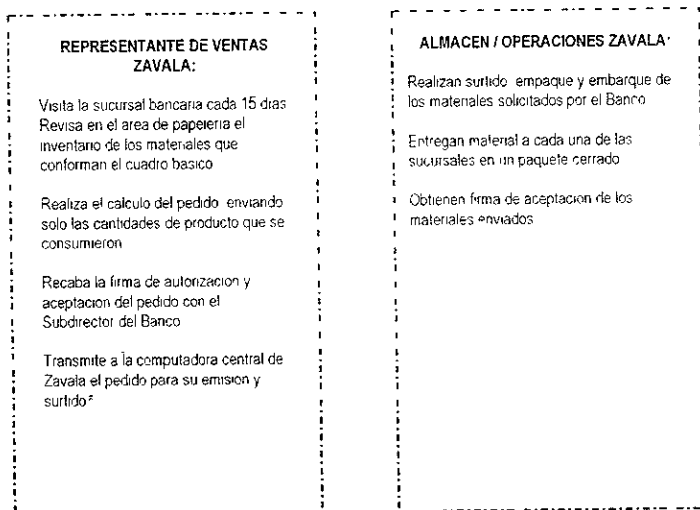 REPRESENTANTE DE VENTAS
ZAVALA:
Visita la sucursal bancaria cada 15 dias
Revisa en el area de papeleria el
inventario de los materiales que
conforman el cuadro basico
Realiza el calculo del pedido enviando
solo las cantidades de producto que se
consumieron
Recaba la firma de autorizacion y
aceptacion del pedido con el
Subdirector del Banco
Transmite a la computadora central de
Zavala el pedido para su emision y
surtido²
ALMACEN / OPERACIONES ZAVALA·
Realizan surtido empaque y embarque de
los materiales solicitados por el Banco
Entregan material a cada una de las
sucursales en un paquete cerrado
Obtienen firma de aceptacion de los
materiales enviados